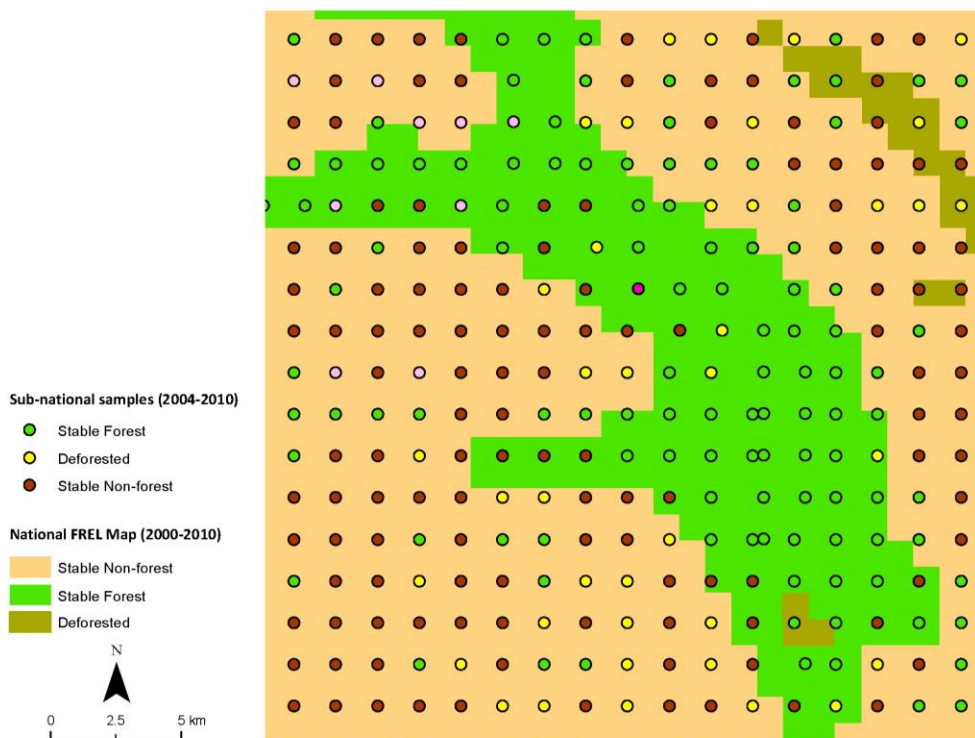 Sub-national samples (2004-2010)
Stable Forest
Deforested
Stable Non-forest
National FREL Map (2000-2010)
Stable Non-forest
Stable Forest
Deforested
N
0 2.5 5 km